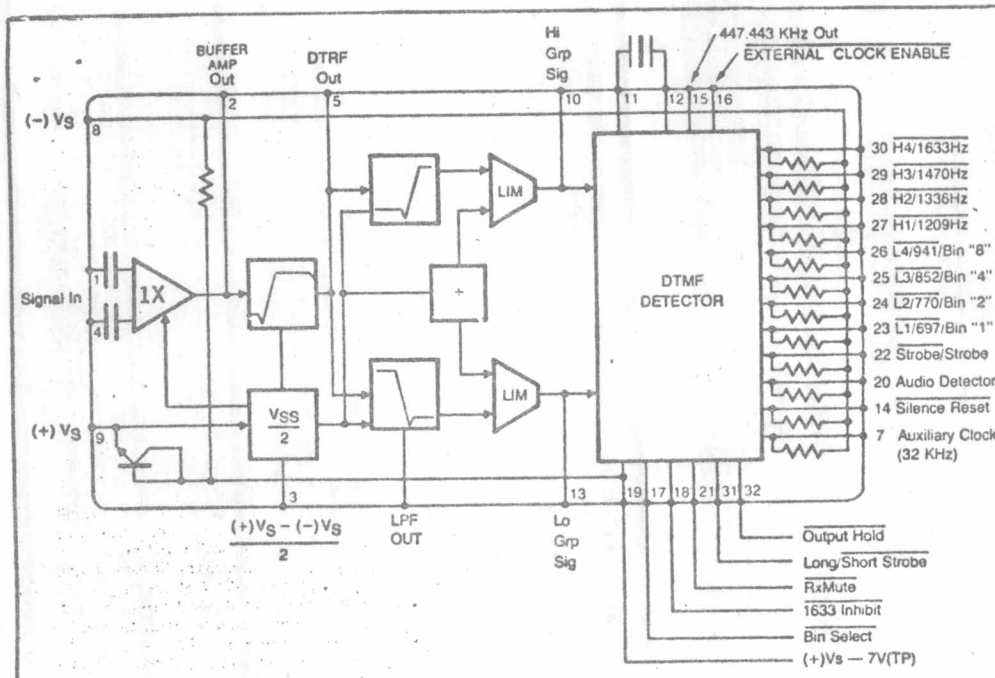 BUFFER
AMP
Out
2
DTRF
Out
5
Hi
Grp
Sig
10
11
12
15
16
447.443 KHz Out
EXTERNAL CLOCK ENABLE
(-) VS
8
Signal In
1
4
1X
LIM
÷
LIM
VSS
2
(+) VS
9
3
(+)VS – (-)VS
2
LPF
OUT
13
Lo
Grp
Sig
DTMF
DETECTOR
30 H4/1633Hz
29 H3/1470Hz
28 H2/1336Hz
27 H1/1209Hz
26 L4/941/Bin "8"
25 L3/852/Bin "4"
24 L2/770/Bin "2"
23 L1/697/Bin "1"
22 Strobe/Strobe
20 Audio Detector
14 Silence Reset
7 Auxiliary Clock
(32 KHz)
19 17 18 21 31 32
Output Hold
Long/Short Strobe
RxMute
1633 Inhibit
Bin Select
(+)Vs — 7V(TP)